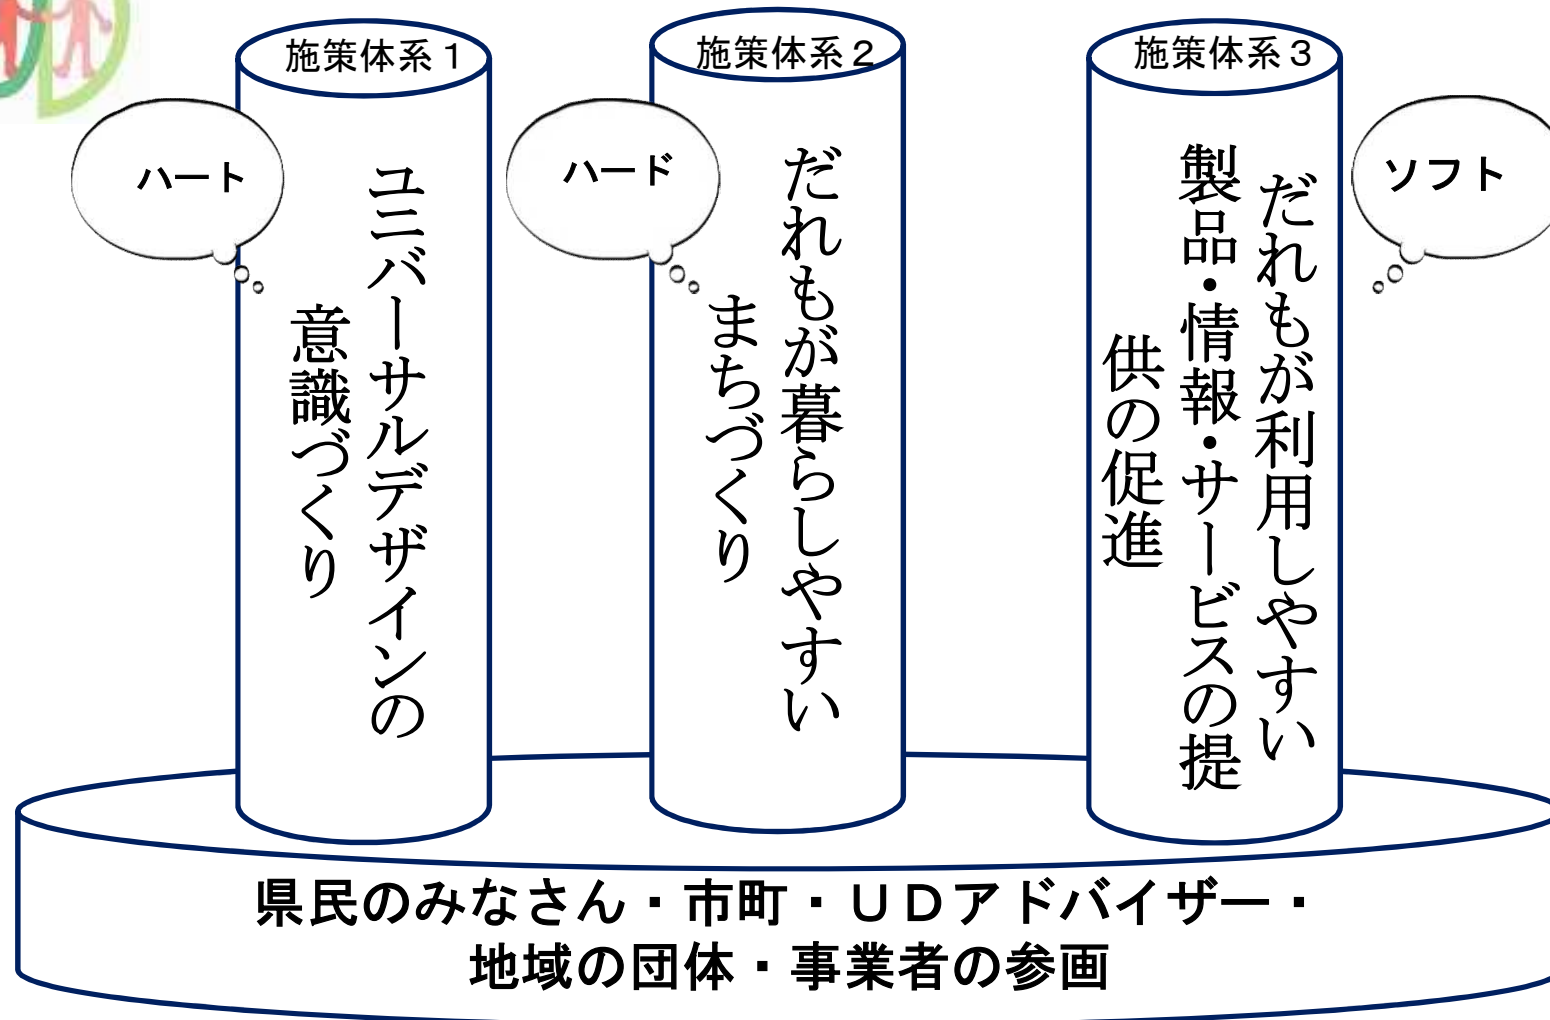 施策体系１
ハート
ユニバーサルデザインの
意識づくり
施策体系２
ハード
だれもが暮らしやすい
まちづくり
施策体系３
ソフト
だれもが利用しやすい
製品・情報・サービスの提
供の促進
県民のみなさん・市町・ＵＤアドバイザー・
地域の団体・事業者の参画